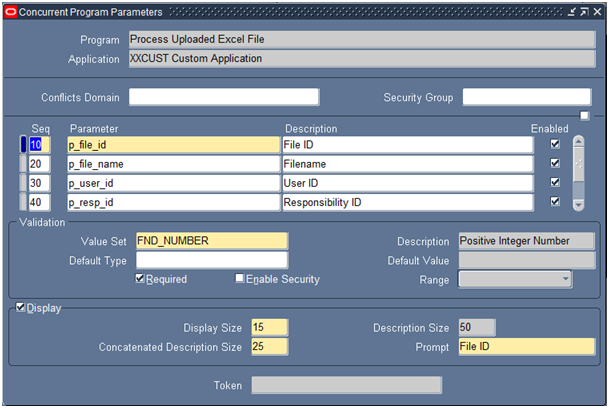 Concurrent Program Parameters
Program Process Uploaded Excel File
Application XXCUST Custom Application
Conflicts Domain Security Group
Seq Parameter Description Enabled
10 p_file_id File ID
20 p_file_name Filename
30 p_user_id User ID
40 p_resp_id Responsibility ID
Validation
Value Set FND_NUMBER Description Positive Integer Number
Default Type Default Value
Required Enable Security Range
Display
Display Size 15 Description Size 50
Concatenated Description Size 25 Prompt File ID
Token